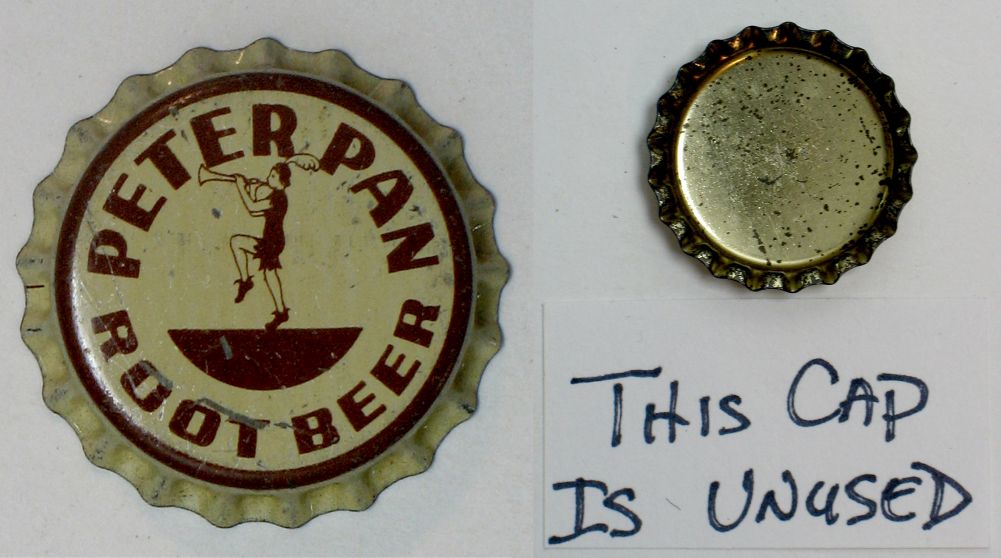 PETER PAN
ROOT BEER
THIS CAP
IS UNUSED